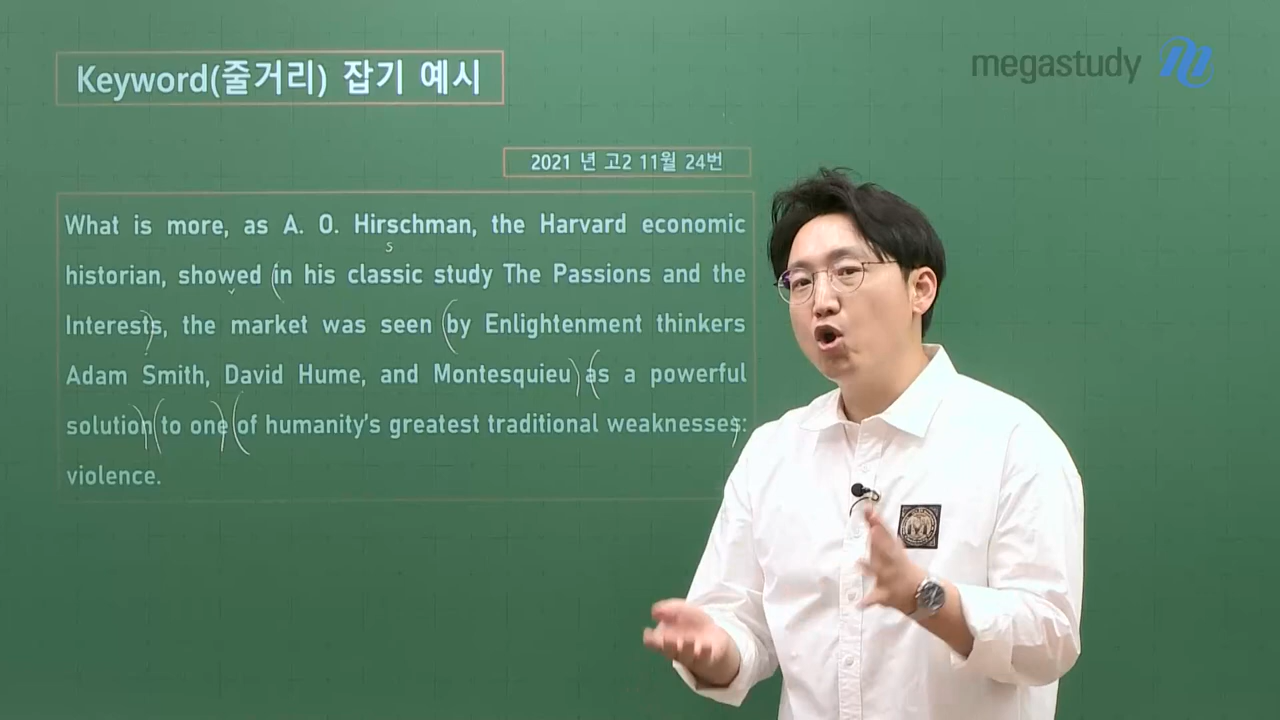 Keyword(줄거리) 잡기 예시
megastudy
2021 년 고2 11월 24번
What is more, as A. O. Hirschman, the Harvard economic
s
historian, showed in his classic study The Passions and the
Interests, the market was seen by Enlightenment thinkers
Adam Smith, David Hume, and Montesquieu as a powerful
solution to one of humanity's greatest traditional weaknesses:
violence.